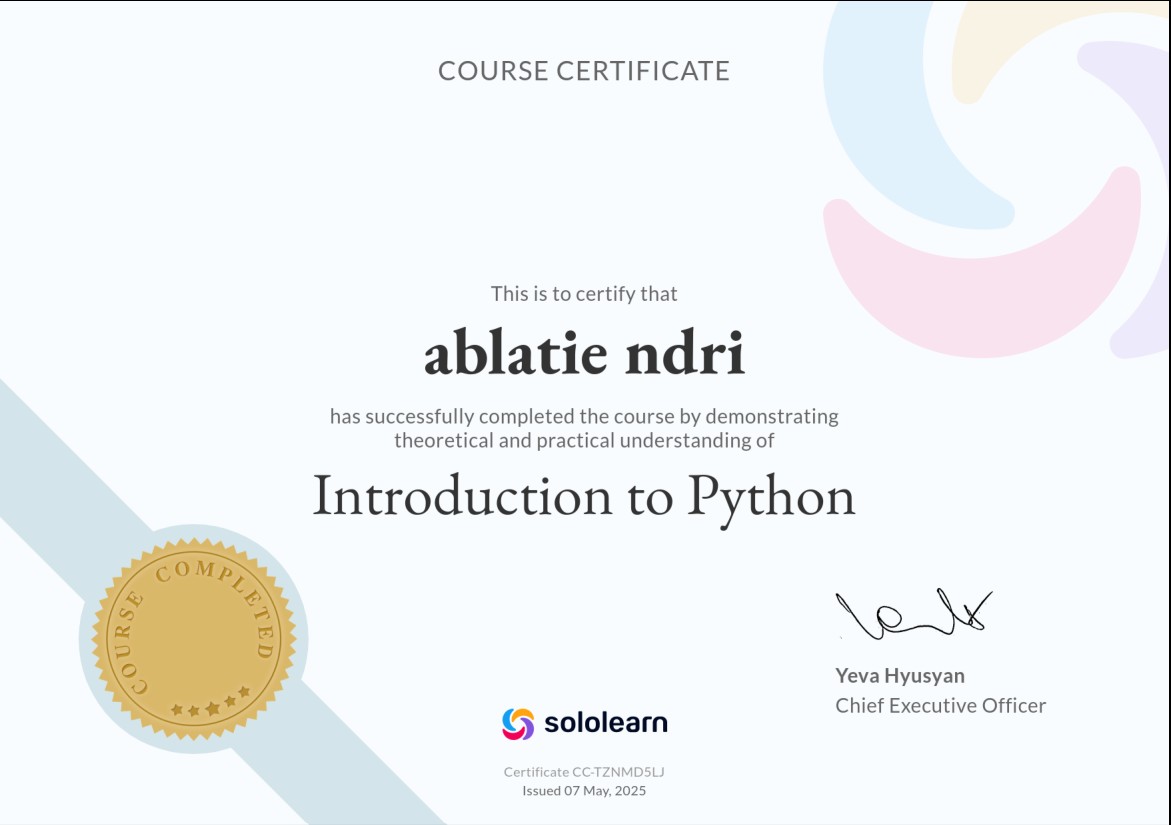 COURSE CERTIFICATE
This is to certify that
ablatie ndri
has successfully completed the course by demonstrating
theoretical and practical understanding of
Introduction to Python
COURSE COMPLETED
Yeva Hyusyan
Chief Executive Officer
sololearn
Certificate CC-TZNMD5LJ
Issued 07 May, 2025